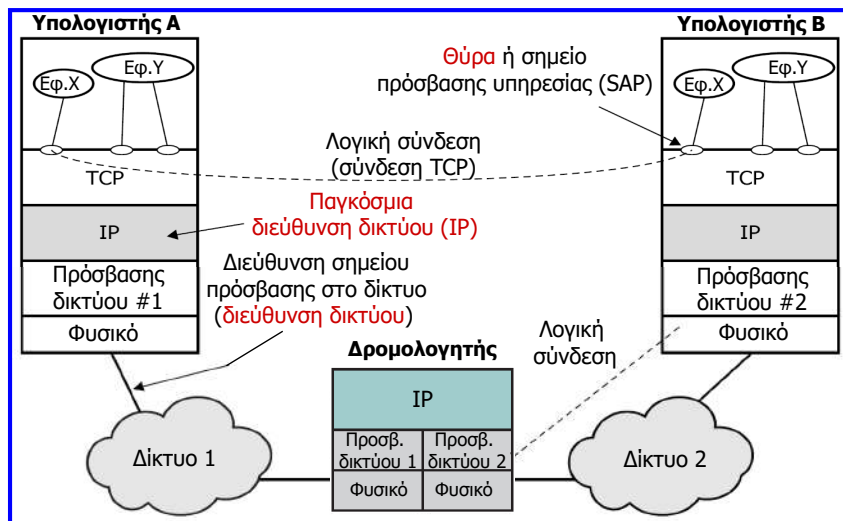 Υπολογιστής Α
Εφ.Χ
Εφ.Υ
TCP
IP
Πρόσβασης
δικτύου #1
Φυσικό
Θύρα ή σημείο
πρόσβασης υπηρεσίας (SAP)
Λογική σύνδεση
(σύνδεση TCP)
Παγκόσμια
διεύθυνση δικτύου (IP)
Διεύθυνση σημείου
πρόσβασης στο δίκτυο
(διεύθυνση δικτύου)
Υπολογιστής Β
Εφ.Χ
Εφ.Υ
TCP
IP
Πρόσβασης
δικτύου #2
Φυσικό
Λογική
σύνδεση
Δρομολογητής
IP
Προσβ.
δικτύου 1
Προσβ.
δικτύου 2
Φυσικό
Φυσικό
Δίκτυο 1
Δίκτυο 2